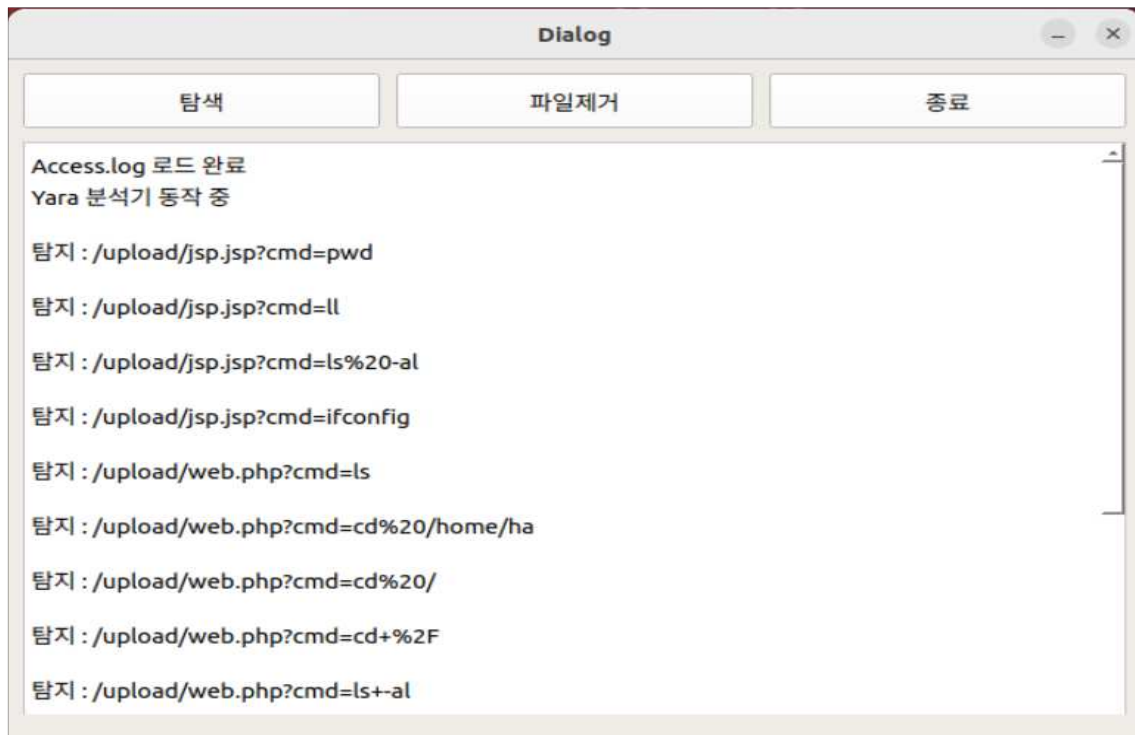 Dialog
탐색 파일제거 종료
Access.log 로드 완료
Yara 분석기 동작 중
탐지 : /upload/jsp.jsp?cmd=pwd
탐지 : /upload/jsp.jsp?cmd=ll
탐지 : /upload/jsp.jsp?cmd=ls%20-al
탐지 : /upload/jsp.jsp?cmd=ifconfig
탐지 : /upload/web.php?cmd=ls
탐지 : /upload/web.php?cmd=cd%20/home/ha
탐지 : /upload/web.php?cmd=cd%20/
탐지 : /upload/web.php?cmd=cd+%2F
탐지 : /upload/web.php?cmd=ls+-al